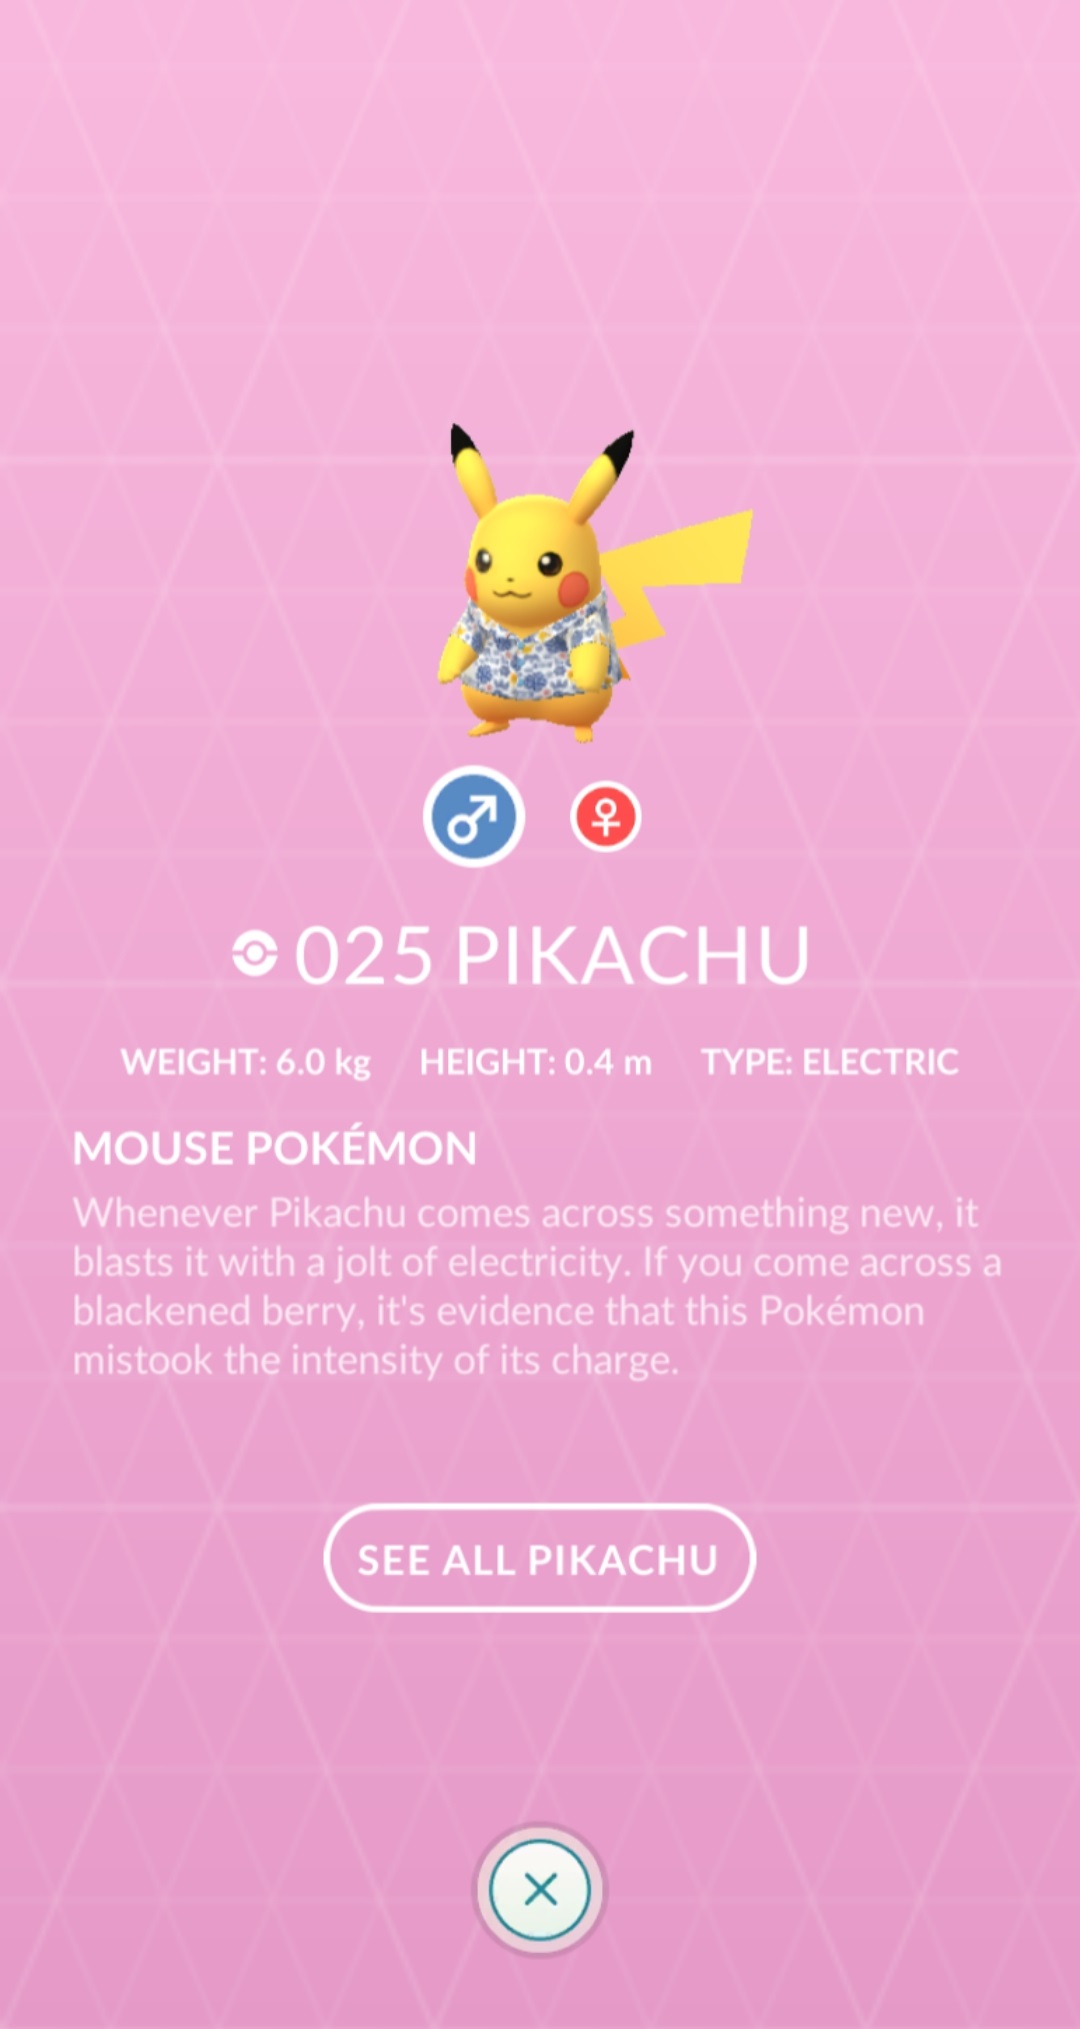 025 PIKACHU
WEIGHT: 6.0 kg HEIGHT: 0.4 m TYPE: ELECTRIC
MOUSE POKÉMON
Whenever Pikachu comes across something new, it
blasts it with a jolt of electricity. If you come across a
blackened berry, it's evidence that this Pokémon
mistook the intensity of its charge.
SEE ALL PIKACHU